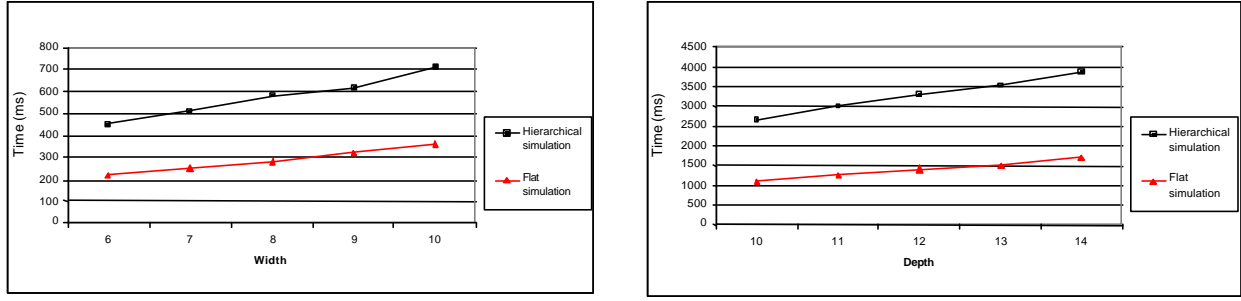 800
700
600
500
400
300
200
100
0
Time (ms)
6 7 8 9 10
Width
Hierarchical
simulation
Flat
simulation
4500
4000
3500
3000
2500
2000
1500
1000
500
0
Time (ms)
10 11 12 13 14
Depth
Hierarchical
simulation
Flat
simulation